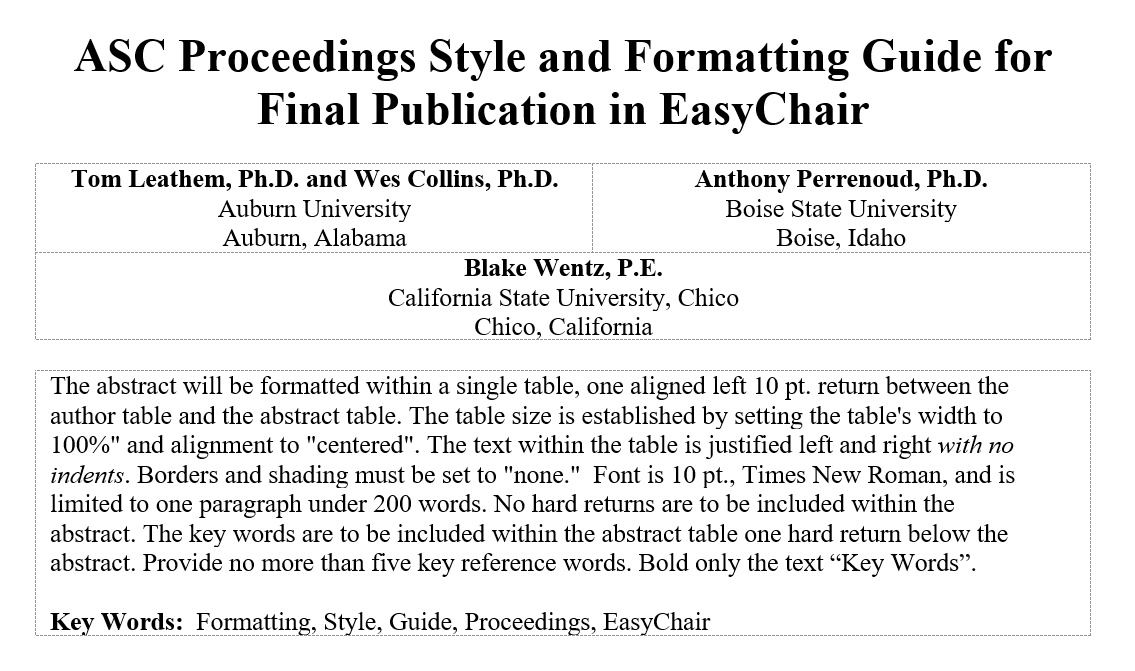 ASC Proceedings Style and Formatting Guide for
Final Publication in EasyChair
Tom Leathem, Ph.D. and Wes Collins, Ph.D.
Auburn University
Auburn, Alabama
Anthony Perrenoud, Ph.D.
Boise State University
Boise, Idaho
Blake Wentz, P.E.
California State University, Chico
Chico, California
The abstract will be formatted within a single table, one aligned left 10 pt. return between the
author table and the abstract table. The table size is established by setting the table's width to
100%" and alignment to "centered". The text within the table is justified left and right with no
indents. Borders and shading must be set to "none."  Font is 10 pt., Times New Roman, and is
limited to one paragraph under 200 words. No hard returns are to be included within the
abstract. The key words are to be included within the abstract table one hard return below the
abstract. Provide no more than five key reference words. Bold only the text “Key Words”.
Key Words:  Formatting, Style, Guide, Proceedings, EasyChair